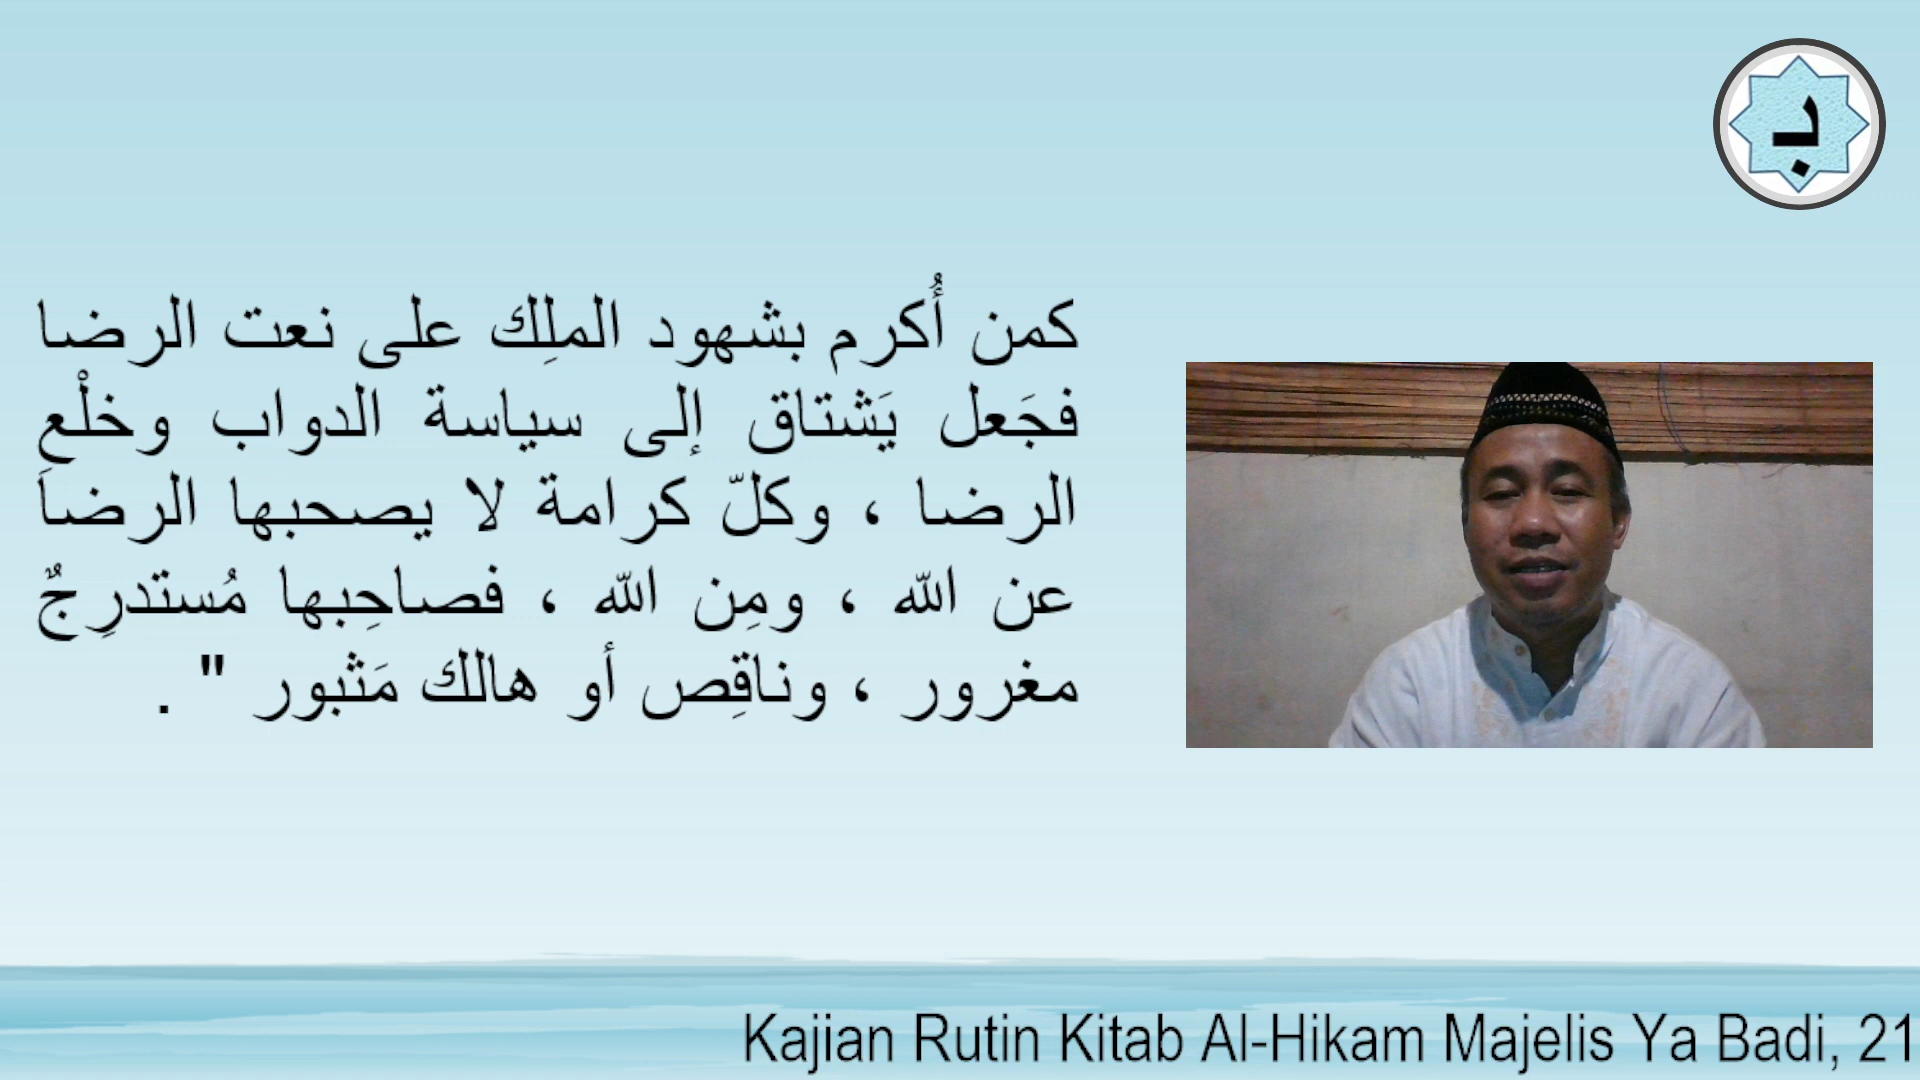 بد
كمن أُكرم بشهود الملِك على نعت الرضا
فجَعل يَشتاق إلى سياسة الدواب وخلْعِ
الرضا ، وكلّ كرامة لا يصحبها الرضاَ
عن الله ، ومِن الله ، فصاحِبها مُستدرِجٌ
مغرور ، وناقِص أو هالك مَثبور " .
Kajian Rutin Kitab Al-Hikam Majelis Ya Badi, 21